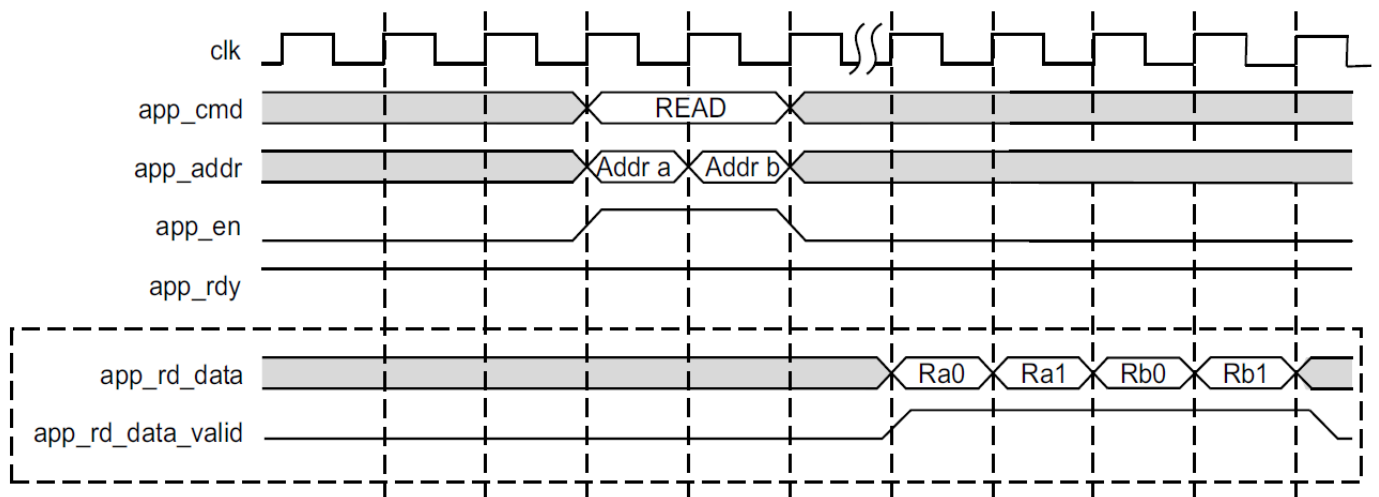 clk
app_cmd READ
app_addr Addr a Addr b
app_en
app_rdy
app_rd_data Ra0 Ra1 Rb0 Rb1
app_rd_data_valid